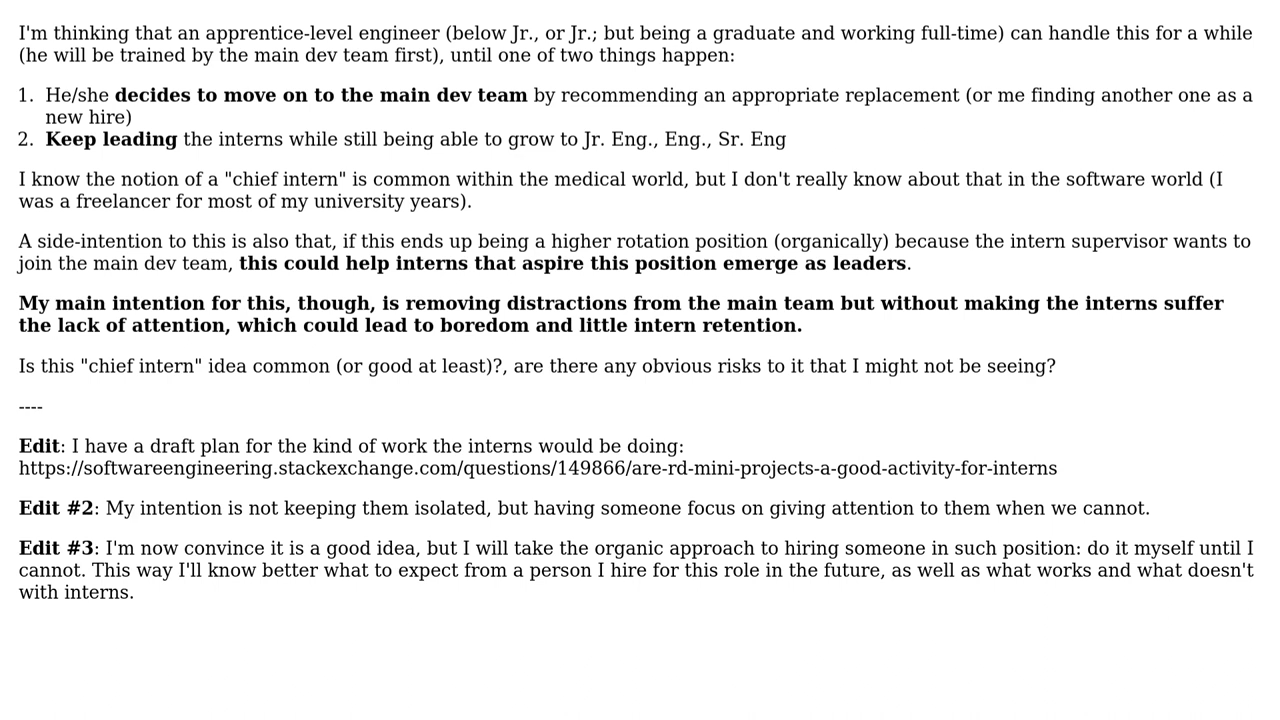 I'm thinking that an apprentice-level engineer (below Jr., or Jr.; but being a graduate and working full-time) can handle this for a while
(he will be trained by the main dev team first), until one of two things happen:
1. He/she decides to move on to the main dev team by recommending an appropriate replacement (or me finding another one as a
new hire)
2. Keep leading the interns while still being able to grow to Jr. Eng., Eng., Sr. Eng
I know the notion of a "chief intern" is common within the medical world, but I don't really know about that in the software world (I
was a freelancer for most of my university years).
A side-intention to this is also that, if this ends up being a higher rotation position (organically) because the intern supervisor wants to
join the main dev team, this could help interns that aspire this position emerge as leaders.
My main intention for this, though, is removing distractions from the main team but without making the interns suffer
the lack of attention, which could lead to boredom and little intern retention.
Is this "chief intern" idea common (or good at least)?, are there any obvious risks to it that I might not be seeing?
----
Edit: I have a draft plan for the kind of work the interns would be doing:
https://softwareengineering.stackexchange.com/questions/149866/are-rd-mini-projects-a-good-activity-for-interns
Edit #2: My intention is not keeping them isolated, but having someone focus on giving attention to them when we cannot.
Edit #3: I'm now convince it is a good idea, but I will take the organic approach to hiring someone in such position: do it myself until I
cannot. This way I'll know better what to expect from a person I hire for this role in the future, as well as what works and what doesn't
with interns.